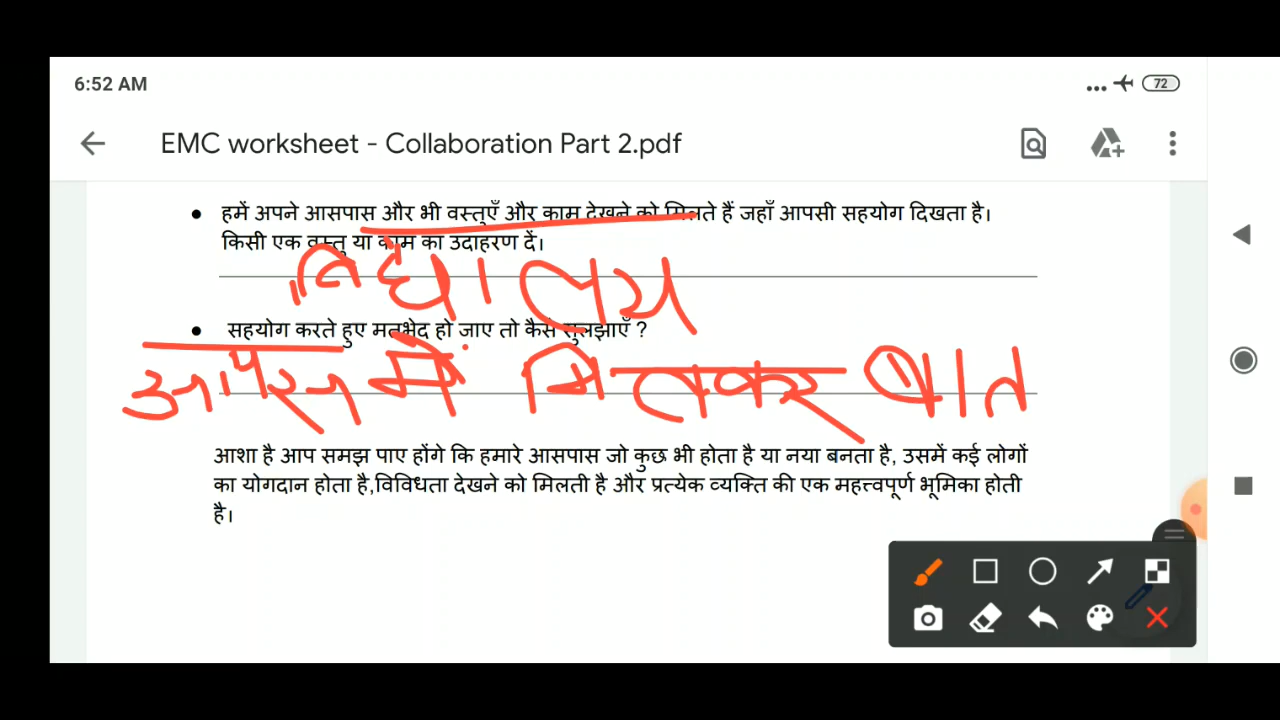 6:52 AM
72
EMC worksheet - Collaboration Part 2.pdf
● हमें अपने आसपास और भी वस्तुएँ और काम देखने को मिलते हैं जहाँ आपसी सहयोग दिखता है।
किसी एक वस्तु या काम का उदाहरण दें।
विद्यालय
● सहयोग करते हुए मतभेद हो जाए तो कैसे सुलझाएँ ?
आपस में मिलकर बात
आशा है आप समझ पाए होंगे कि हमारे आसपास जो कुछ भी होता है या नया बनता है, उसमें कई लोगों
का योगदान होता है,विविधता देखने को मिलती है और प्रत्येक व्यक्ति की एक महत्त्वपूर्ण भूमिका होती
है।